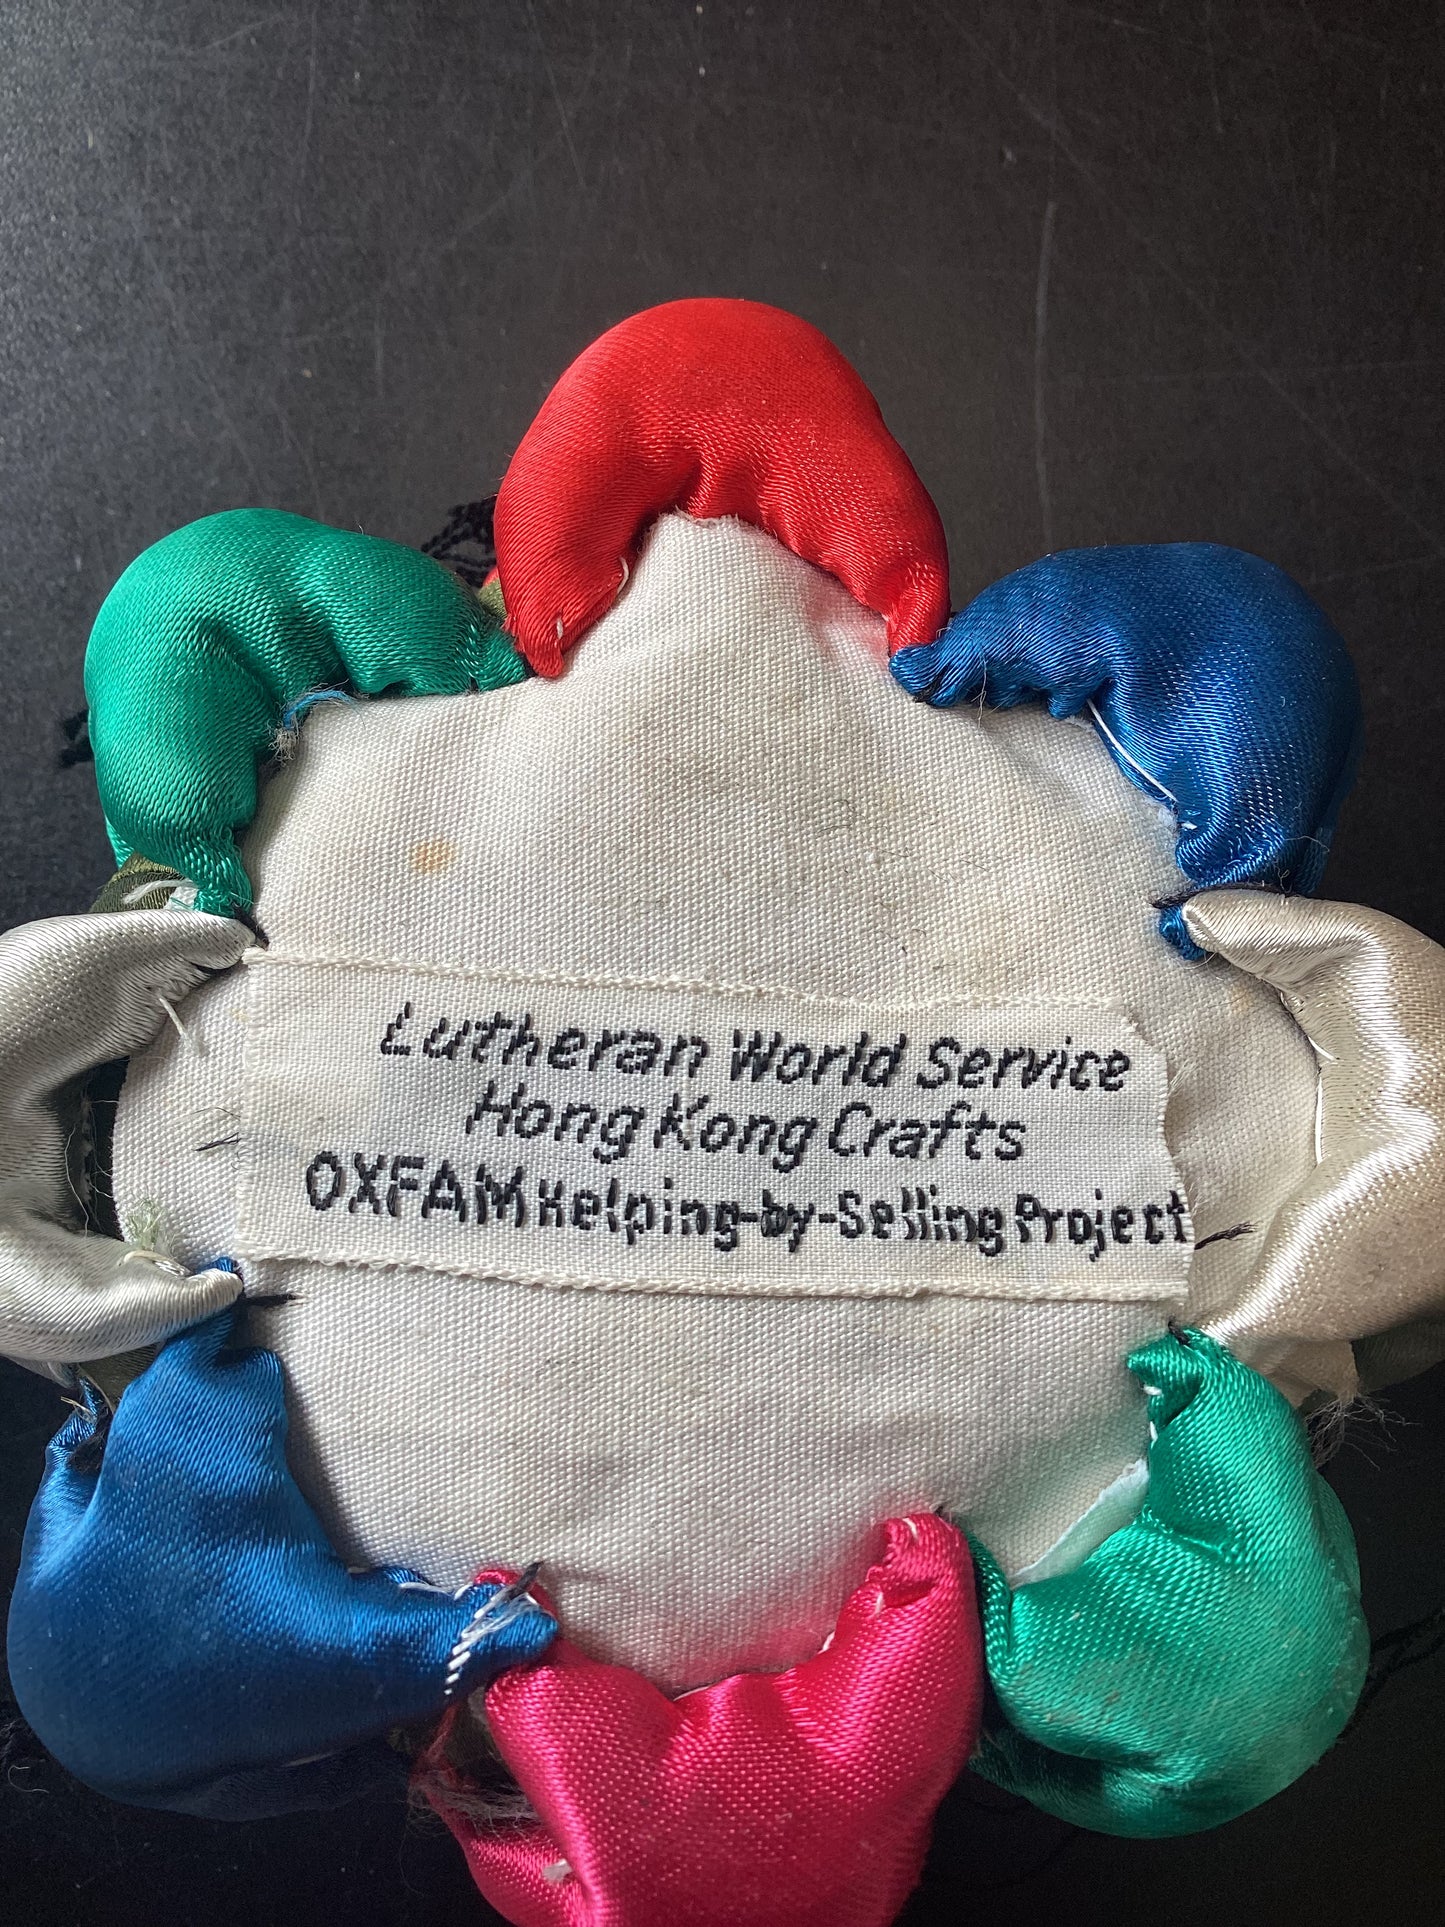 Lutheran World Service
Hong Kong Crafts
OXFAM Helping-by-Selling Project